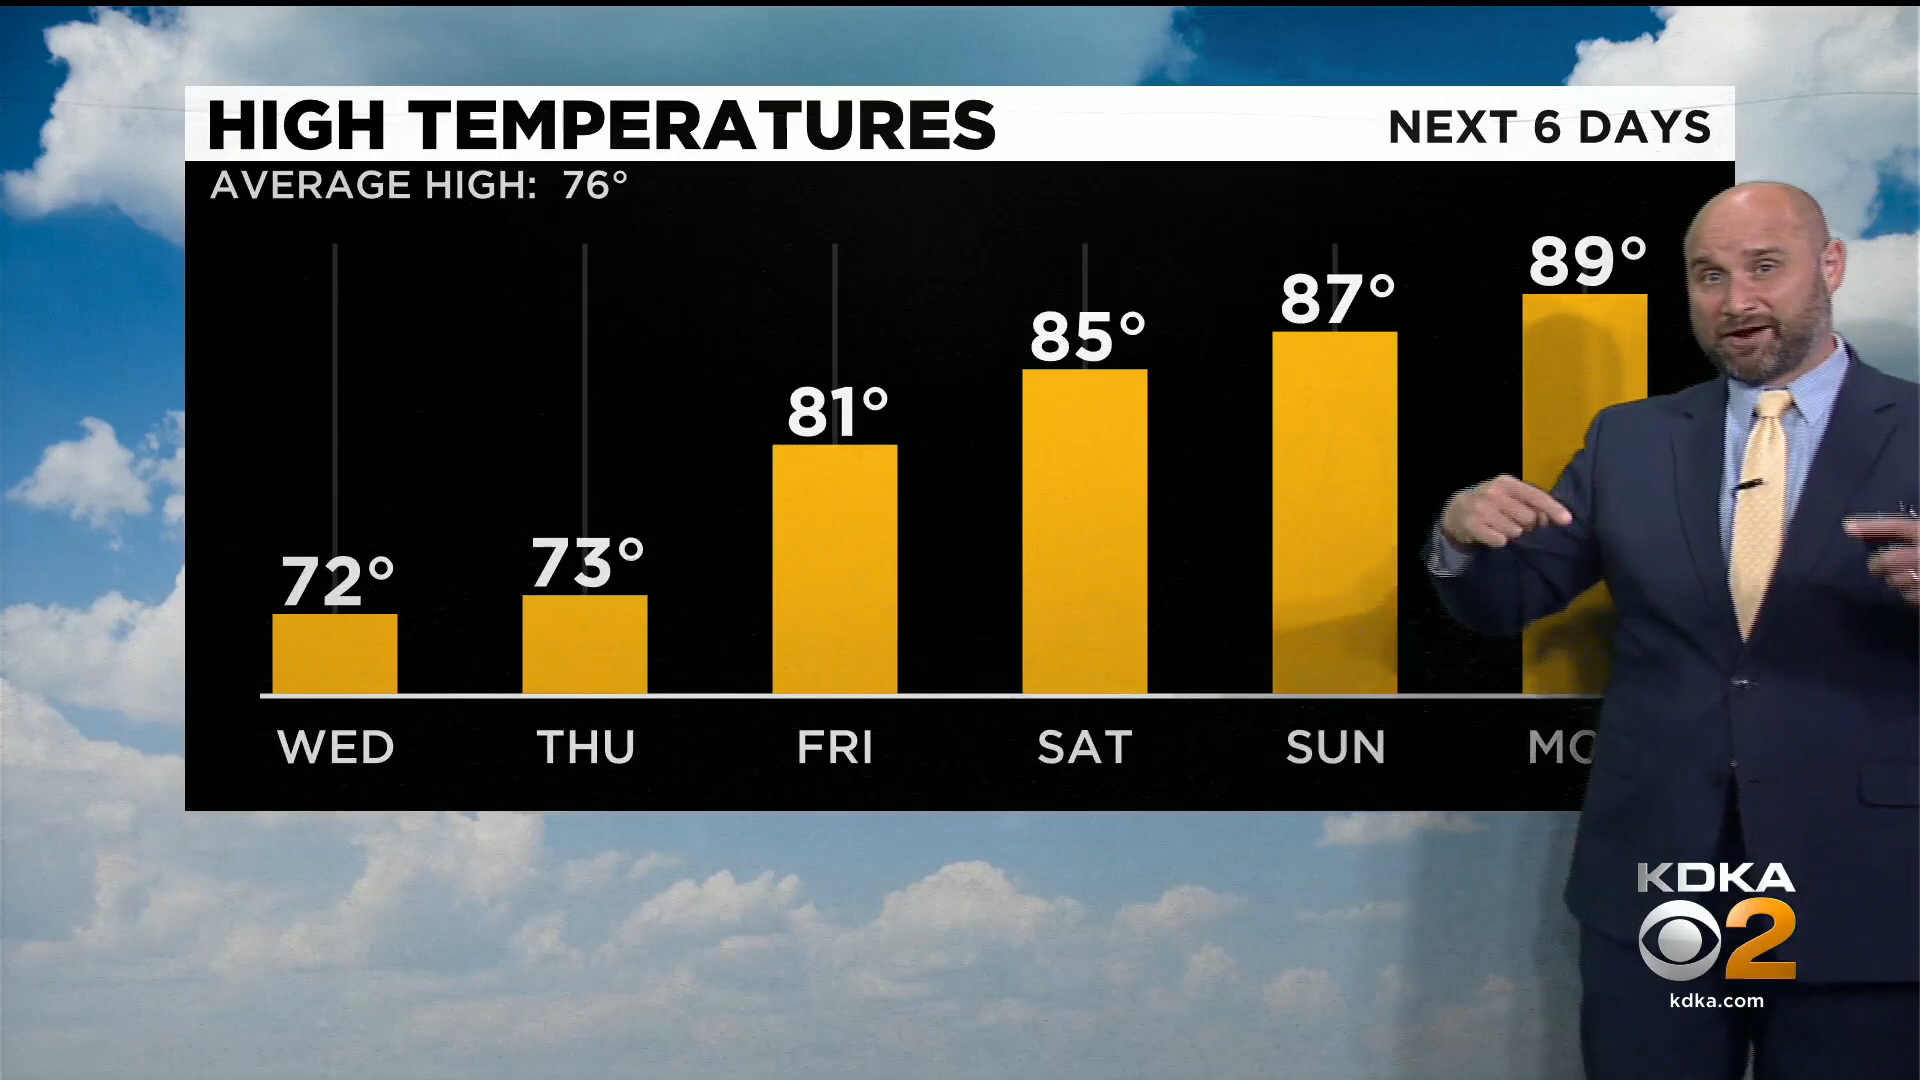 HIGH TEMPERATURES
NEXT 6 DAYS
AVERAGE HIGH: 76°
72° 73° 81° 85° 87° 89°
WED THU FRI SAT SUN
KDKA
2
kdka.com